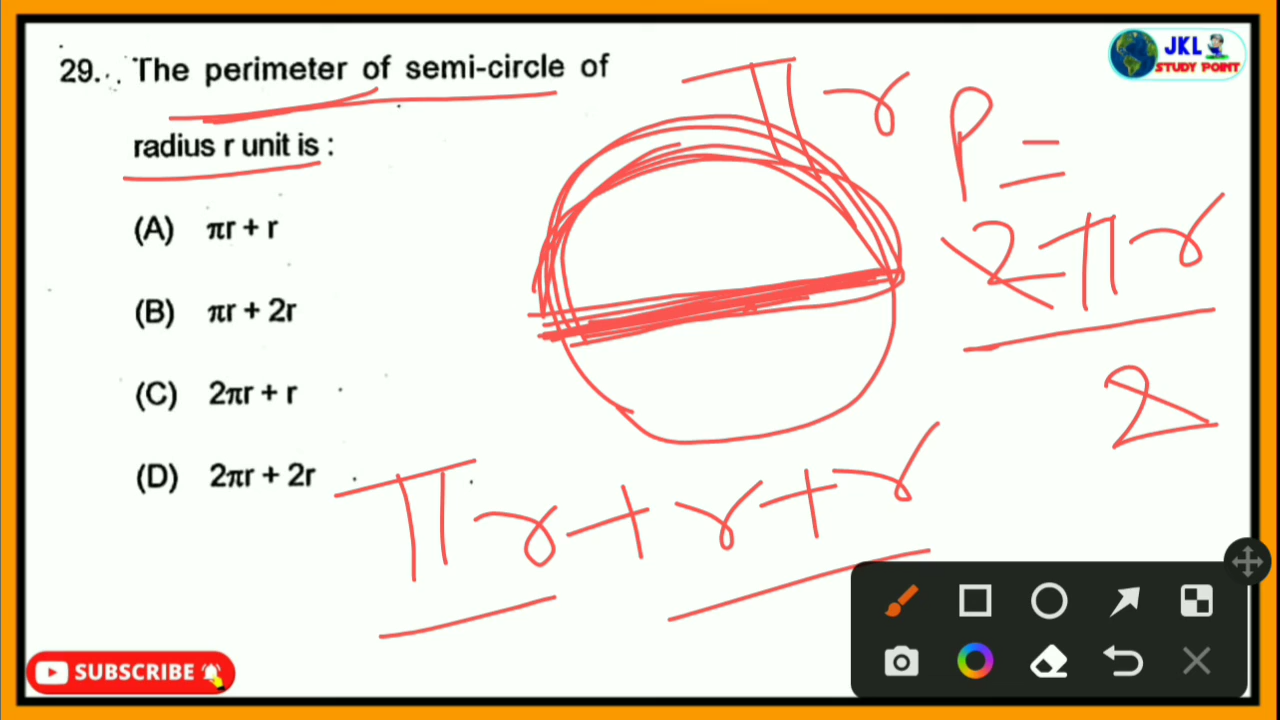 JKL
STUDY POINT
29. The perimeter of semi-circle of
radius r unit is :
(A) πr + r
(B) πr + 2r
(C) 2πr + r
(D) 2πr + 2r
πr
P =
2πr
2
πr + r + r
SUBSCRIBE